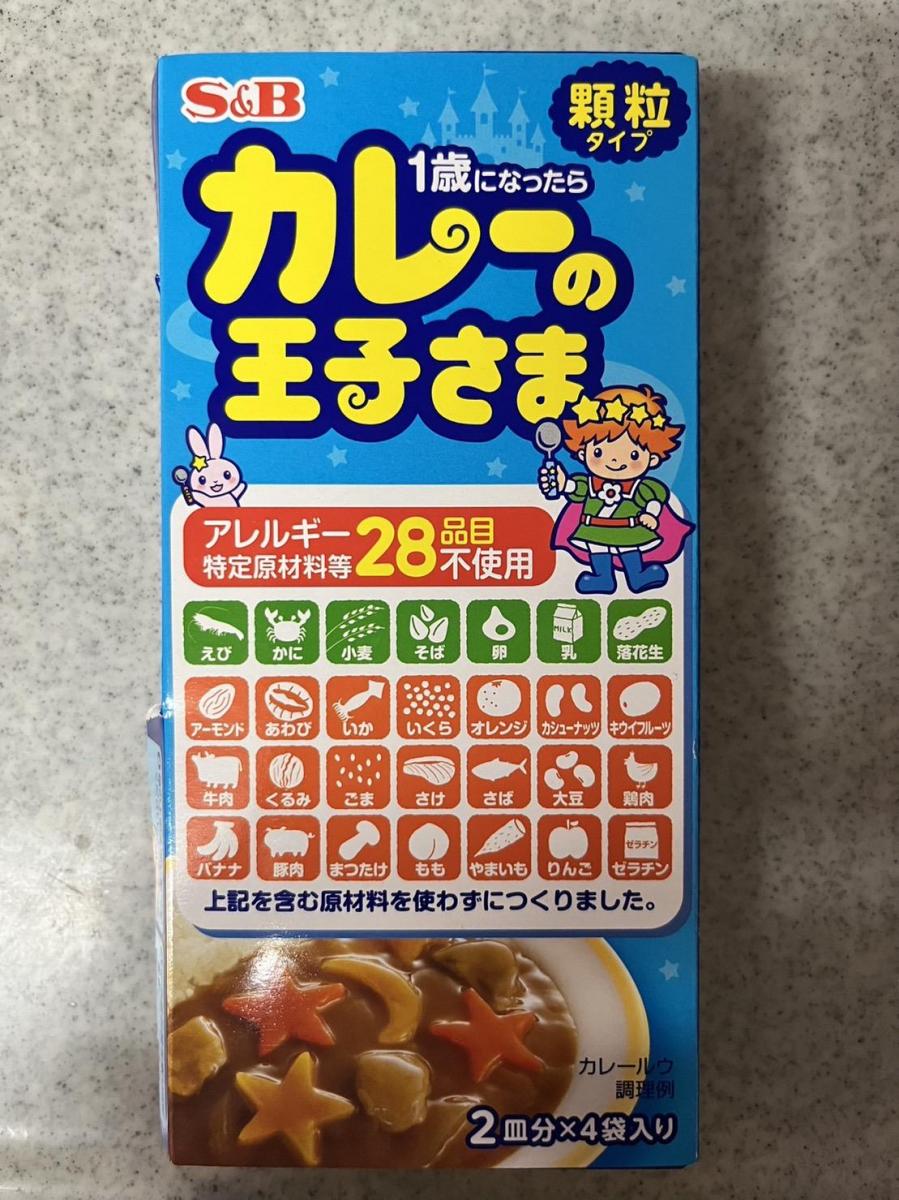 S&B
顆粒
タイプ
1歳になったら
カレーの
王子さま
アレルギー
特定原材料等28品目不使用
えび かに 小麦 そば 卵 乳 落花生
MILK
アーモンド あわび いか いくら オレンジ カシューナッツ キウイフルーツ
牛肉 くるみ ごま さけ さば 大豆 鶏肉
バナナ 豚肉 まつたけ もも やまいも りんご ゼラチン
ゼラチン
上記を含む原材料を使わずにつくりました。
カレールウ
調理例
2皿分×4袋入り